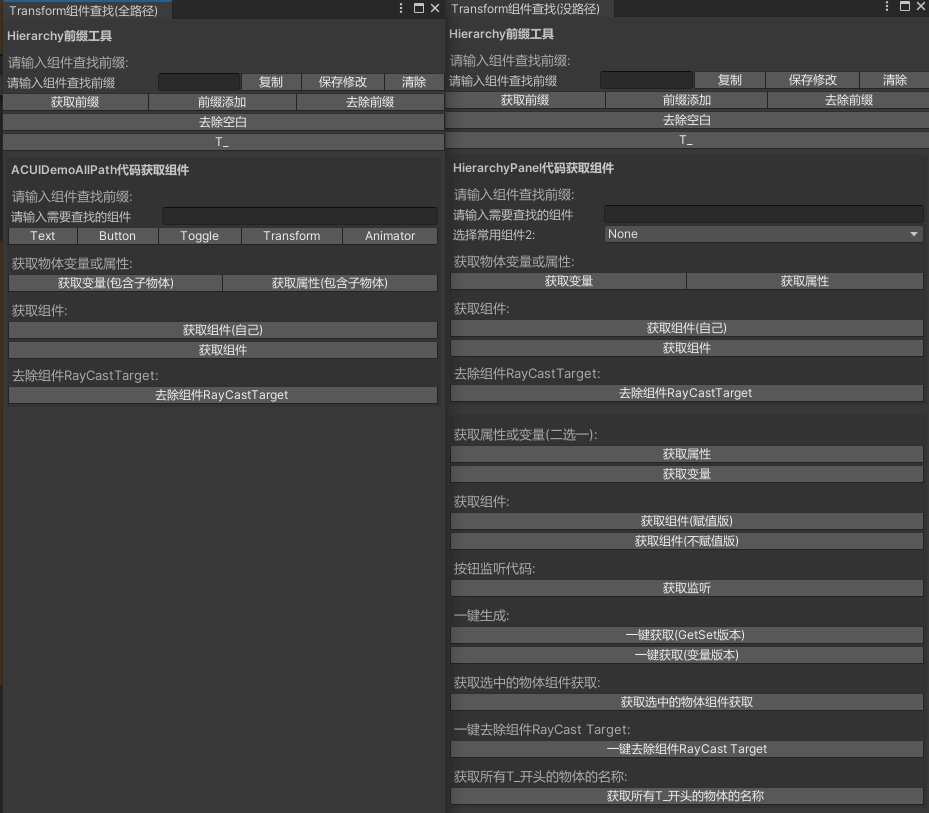 Transform组件查找(全路径)
Hierarchy前缀工具
请输入组件查找前缀:
请输入组件查找前缀 复制 保存修改 清除
获取前缀 前缀添加 去除前缀
去除空白
T_
ACUIDemoAllPath代码获取组件
请输入组件查找前缀:
请输入需要查找的组件
Text Button Toggle Transform Animator
获取物体变量或属性:
获取变量(包含子物体) 获取属性(包含子物体)
获取组件:
获取组件(自己)
获取组件
去除组件RayCastTarget:
去除组件RayCastTarget
Transform组件查找(没路径)
Hierarchy前缀工具
请输入组件查找前缀:
请输入组件查找前缀 复制 保存修改 清除
获取前缀 前缀添加 去除前缀
去除空白
T_
HierarchyPanel代码获取组件
请输入组件查找前缀:
请输入需要查找的组件
选择常用组件2: None
获取物体变量或属性:
获取变量 获取属性
获取组件:
获取组件(自己)
获取组件
去除组件RayCastTarget:
去除组件RayCastTarget
获取属性或变量(二选一):
获取属性
获取变量
获取组件:
获取组件(赋值版)
获取组件(不赋值版)
按钮监听代码:
获取监听
一键生成:
一键获取(GetSet版本)
一键获取(变量版本)
获取选中的物体组件获取:
获取选中的物体组件获取
一键去除组件RayCast Target:
一键去除组件RayCast Target
获取所有T_开头的物体的名称:
获取所有T_开头的物体的名称